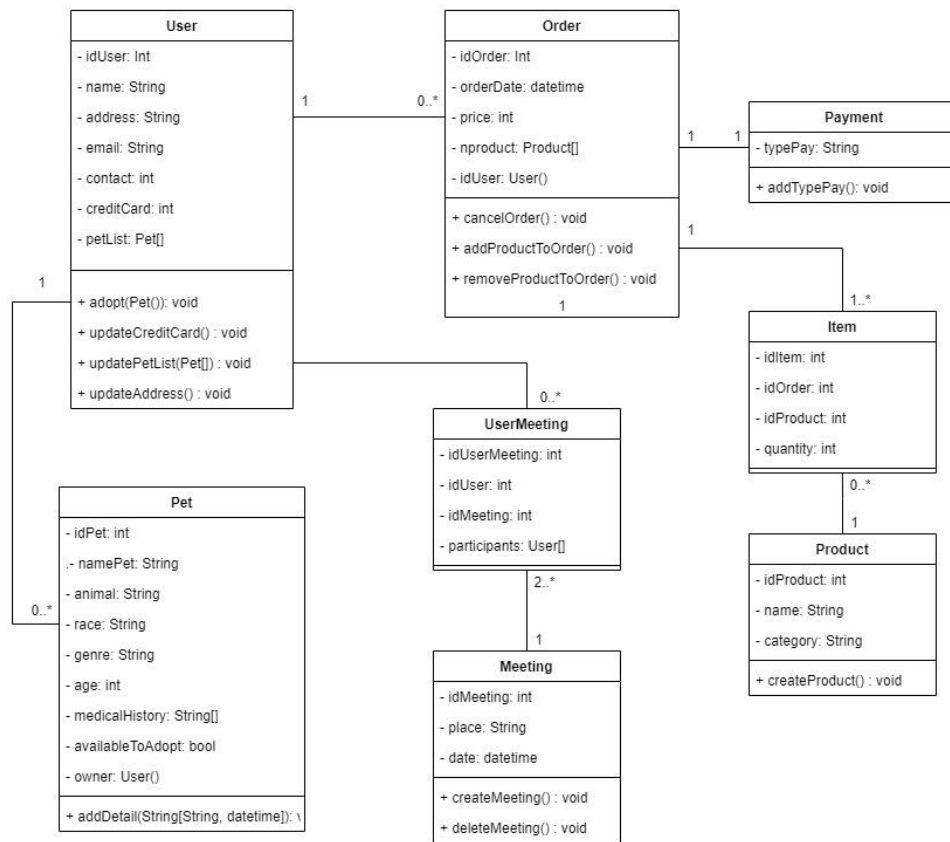 User
- idUser: Int
- name: String
- address: String
- email: String
- contact: int
- creditCard: int
- petList: Pet[]
+ adopt(Pet()): void
+ updateCreditCard() : void
+ updatePetList(Pet[]) : void
+ updateAddress() : void
1
0..*
Order
- idOrder: Int
- orderDate: datetime
- price: int
- nproduct: Product[]
- idUser: User()
+ cancelOrder() : void
+ addProductToOrder() : void
+ removeProductToOrder() : void
1
1
1
Payment
- typePay: String
+ addTypePay(): void
1
1..*
Item
- idItem: int
- idOrder: int
- idProduct: int
- quantity: int
0..*
1
Product
- idProduct: int
- name: String
- category: String
+ createProduct() : void
0..*
UserMeeting
- idUserMeeting: int
- idUser: int
- idMeeting: int
- participants: User[]
2..*
1
Meeting
- idMeeting: int
- place: String
- date: datetime
+ createMeeting() : void
+ deleteMeeting() : void
1
0..*
Pet
- idPet: int
.- namePet: String
- animal: String
- race: String
- genre: String
- age: int
- medicalHistory: String[]
- availableToAdopt: bool
- owner: User()
+ addDetail(String[String, datetime]):